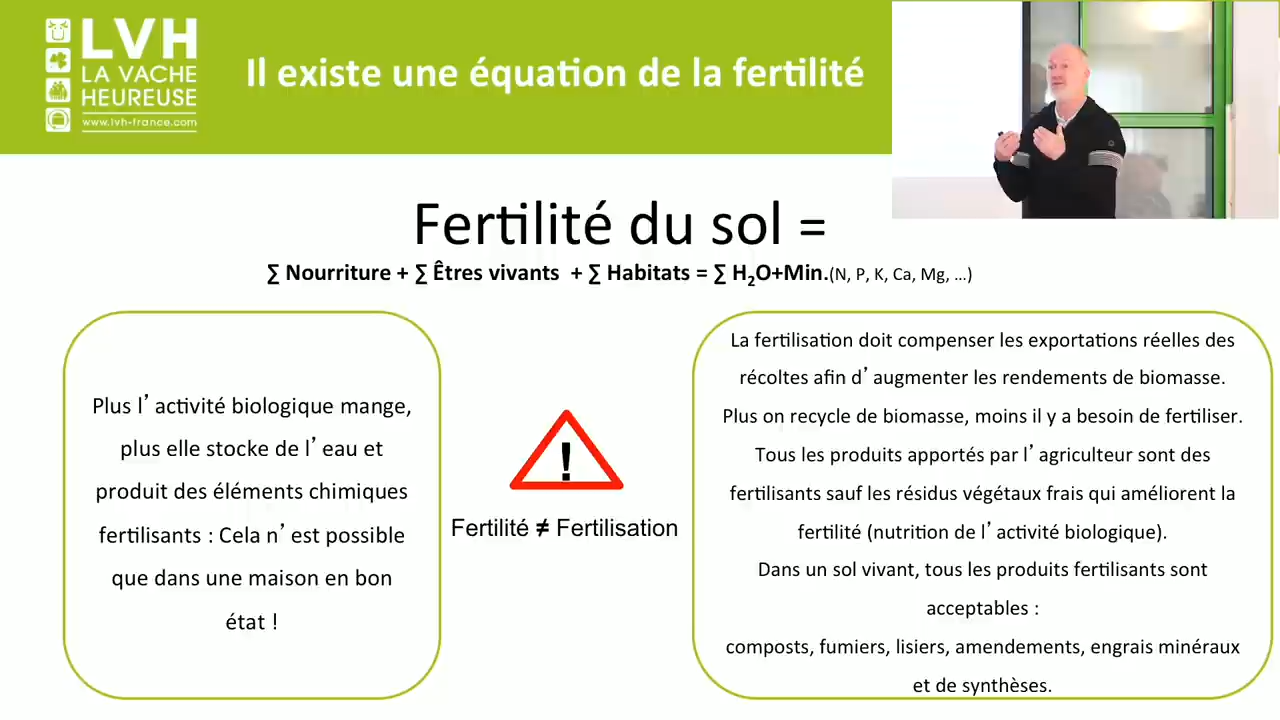 LVH
LA VACHE
HEUREUSE
www.lvh-france.com
Il existe une équation de la fertilité
Fertilité du sol =
∑ Nourriture + ∑ Êtres vivants + ∑ Habitats = ∑ H₂O+Min.(N, P, K, Ca, Mg, …)
Plus l’activité biologique mange,
plus elle stocke de l’eau et
produit des éléments chimiques
fertilisants : Cela n’est possible
que dans une maison en bon
état !
!
Fertilité ≠ Fertilisation
La fertilisation doit compenser les exportations réelles des
récoltes afin d’augmenter les rendements de biomasse.
Plus on recycle de biomasse, moins il y a besoin de fertiliser.
Tous les produits apportés par l’agriculteur sont des
fertilisants sauf les résidus végétaux frais qui améliorent la
fertilité (nutrition de l’activité biologique).
Dans un sol vivant, tous les produits fertilisants sont
acceptables :
composts, fumiers, lisiers, amendements, engrais minéraux
et de synthèses.